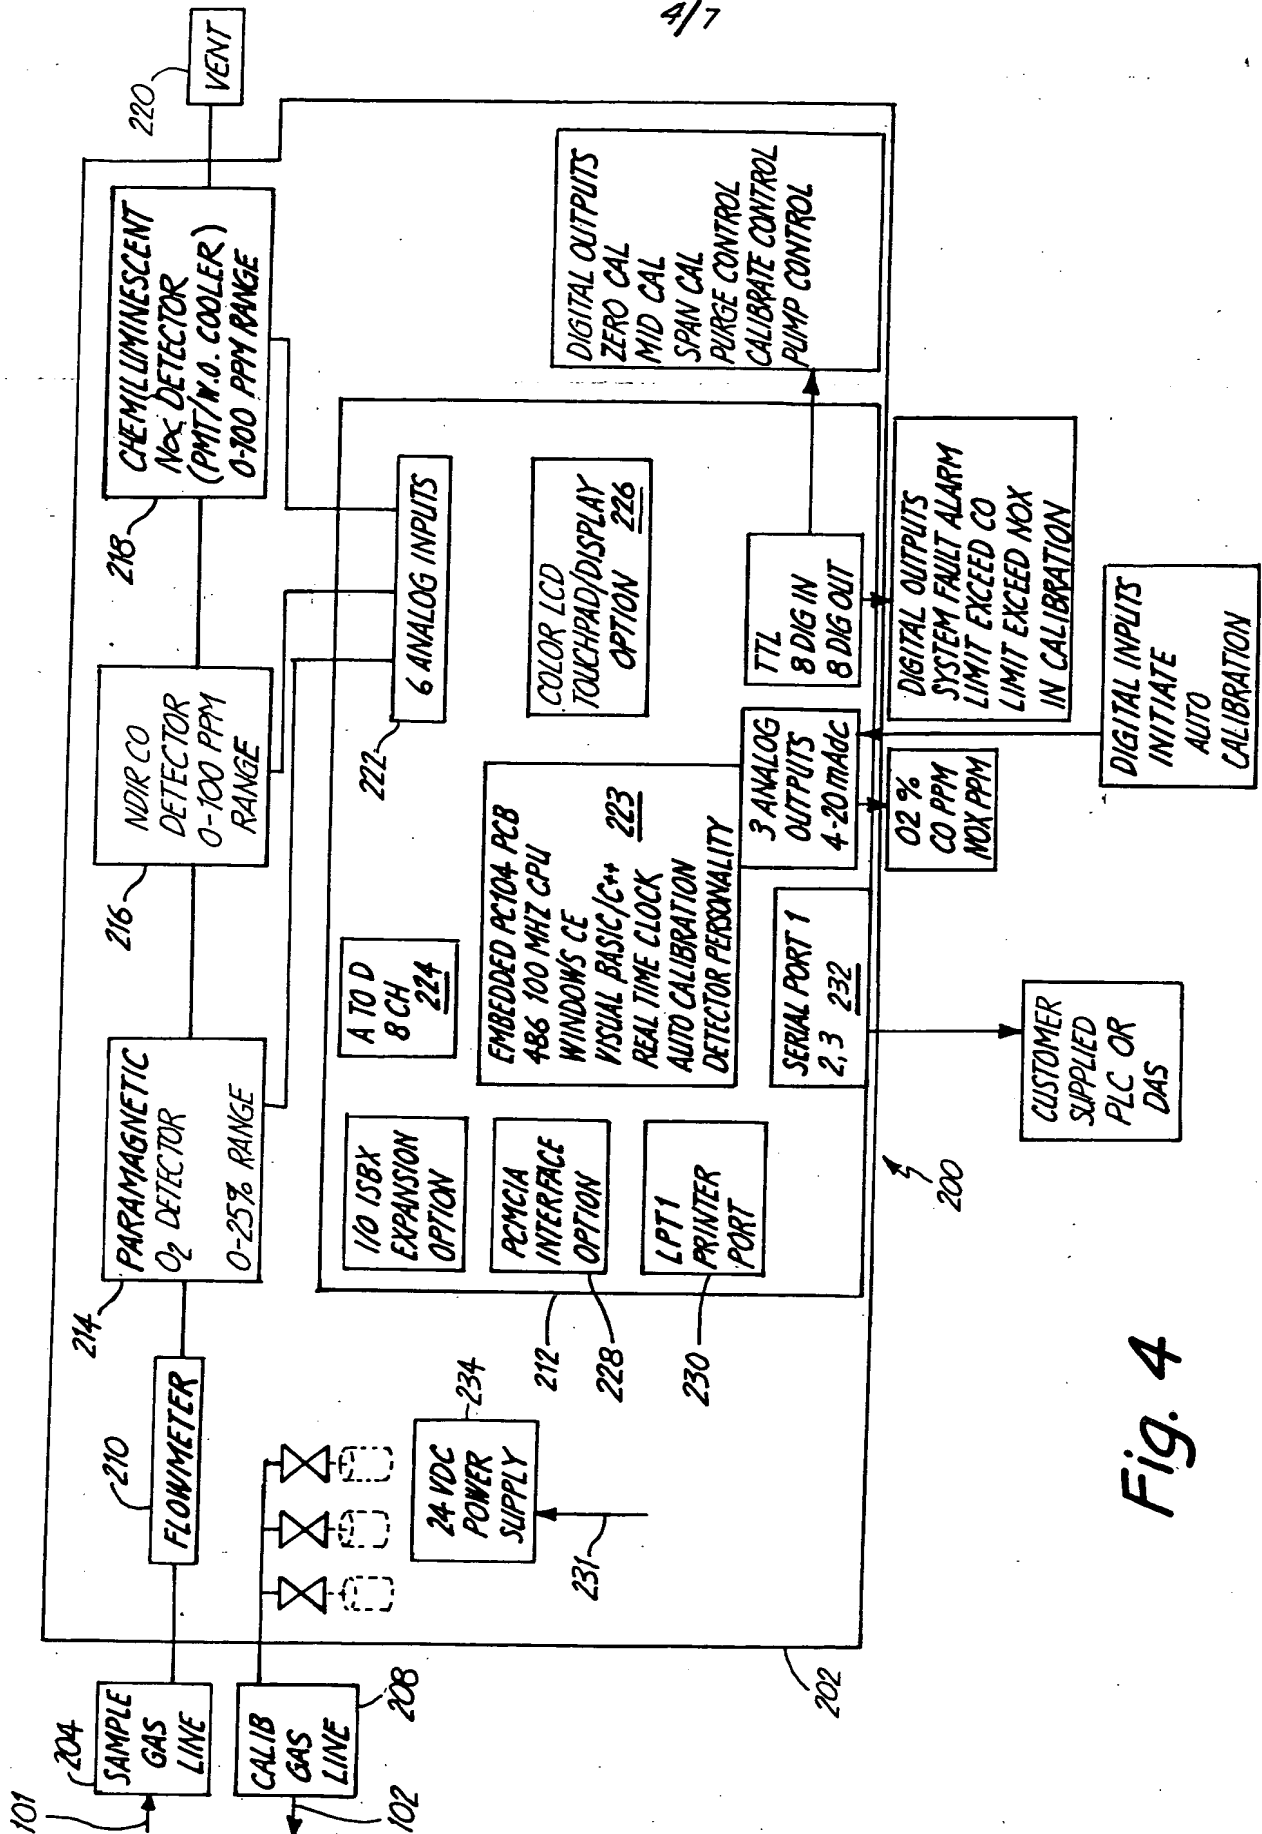 4/7
220
VENT
218
CHEMILUMINESCENT
NOX DETECTOR
(PMT/W.O. COOLER)
0-100 PPM RANGE
216
NDIR CO
DETECTOR
0-100 PPM
RANGE
214
PARAMAGNETIC
O2 DETECTOR
0-25% RANGE
210
FLOWMETER
101
204
SAMPLE
GAS
LINE
208
CALIB
GAS
LINE
102
202
234
24 VDC
POWER
SUPPLY
231
212
I/O ISBX
EXPANSION
OPTION
PCMCIA
INTERFACE
OPTION
228
LPT1
PRINTER
PORT
230
A TO D
8 CH
224
222
6 ANALOG INPUTS
EMBEDDED PC104 PCB
486 100 MHZ CPU
WINDOWS CE
VISUAL BASIC/C++ 223
REAL TIME CLOCK
AUTO CALIBRATION
DETECTOR PERSONALITY
COLOR LCD
TOUCHPAD/DISPLAY
OPTION 226
SERIAL PORT 1
2, 3 232
3 ANALOG
OUTPUTS
4-20 mAdc
TTL
8 DIG IN
8 DIG OUT
DIGITAL OUTPUTS
ZERO CAL
MID CAL
SPAN CAL
PURGE CONTROL
CALIBRATE CONTROL
PUMP CONTROL
200
CUSTOMER
SUPPLIED
PLC OR
DAS
O2 %
CO PPM
NOX PPM
DIGITAL OUTPUTS
SYSTEM FAULT ALARM
LIMIT EXCEED CO
LIMIT EXCEED NOX
IN CALIBRATION
DIGITAL INPUTS
INITIATE
AUTO
CALIBRATION
Fig. 4